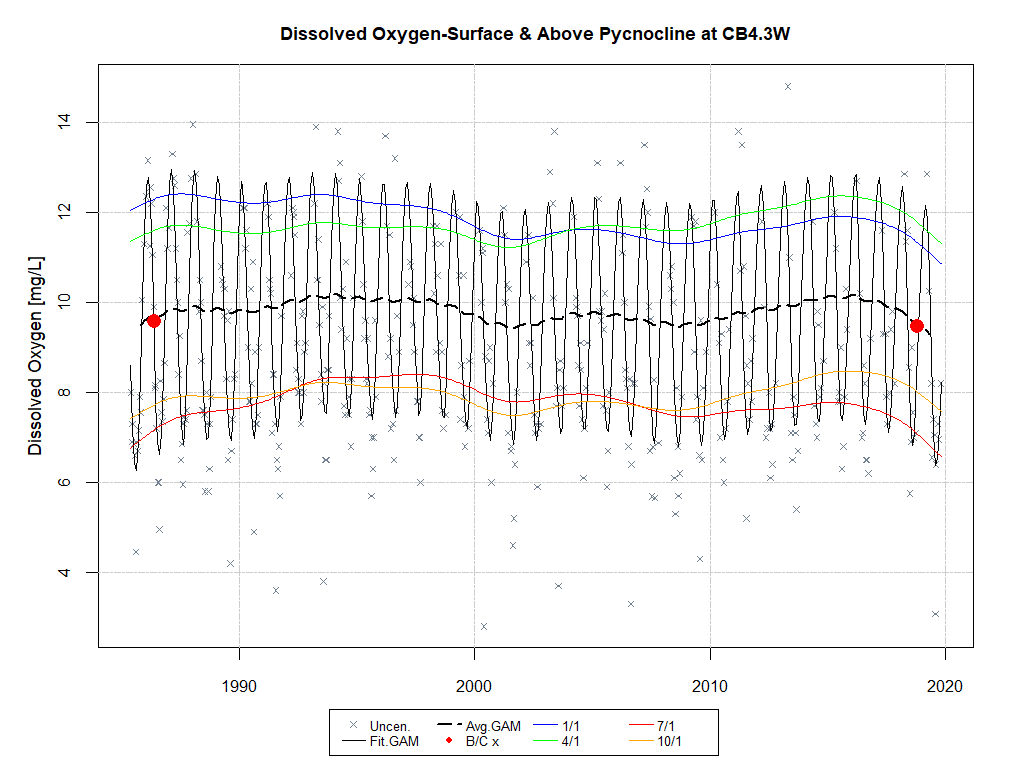 Dissolved Oxygen-Surface & Above Pycnocline at CB4.3W
Dissolved Oxygen [mg/L]
14
12
10
8
6
4
1990 2000 2010 2020
Uncen. Avg.GAM 1/1 7/1
Fit.GAM B/C x 4/1 10/1